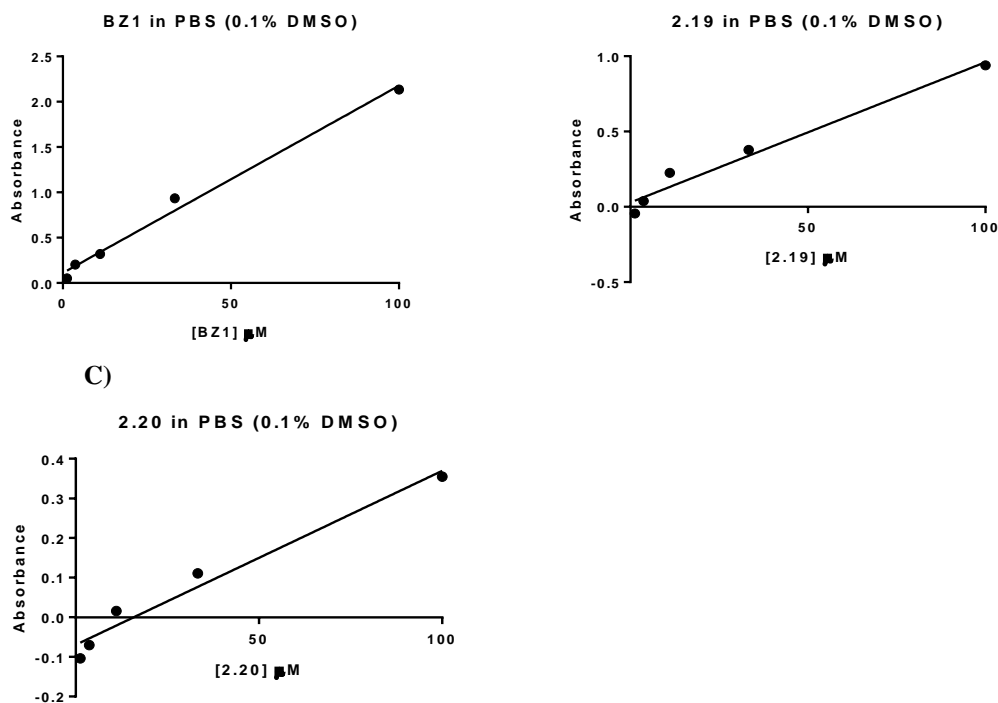 BZ1 in PBS (0.1% DMSO)
2.5
2.0
1.5
1.0
0.5
0.0
Absorbance
0
50
100
[BZ1] µM
2.19 in PBS (0.1% DMSO)
1.0
0.5
0.0
-0.5
Absorbance
50
100
[2.19] µM
C)
2.20 in PBS (0.1% DMSO)
0.4
0.3
0.2
0.1
0.0
-0.1
-0.2
Absorbance
50
100
[2.20] µM